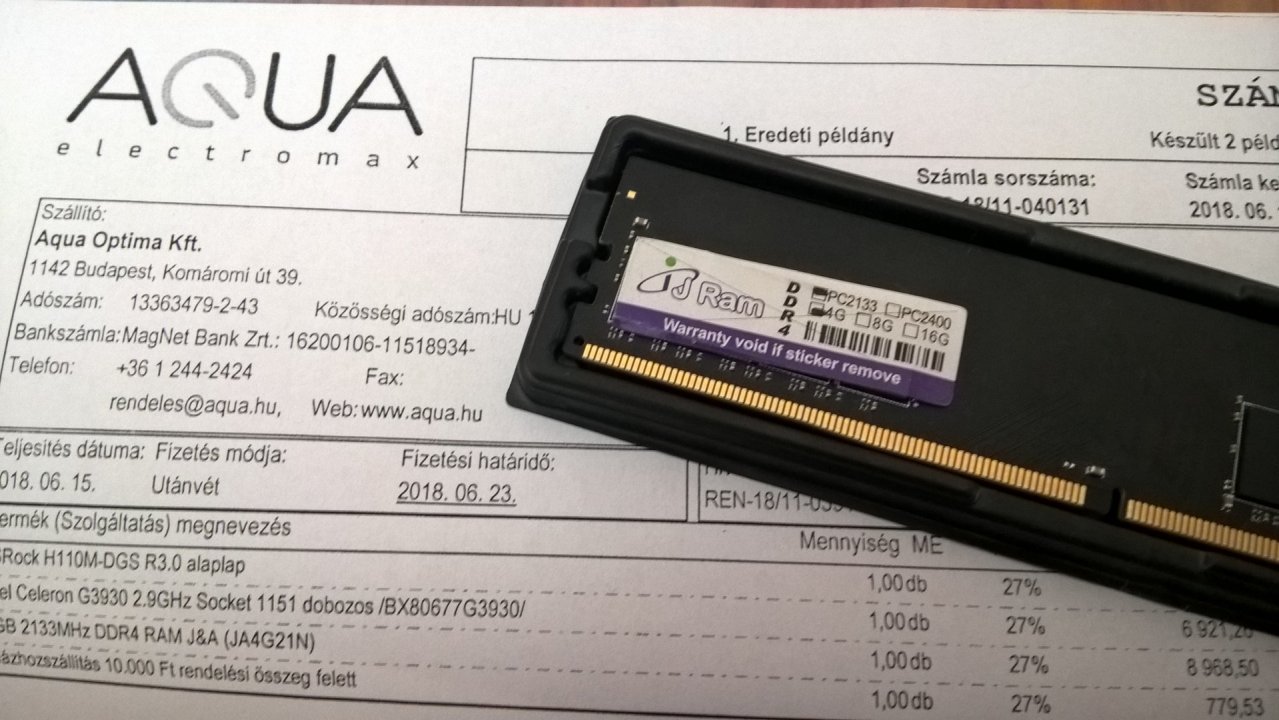 AQUA
electromax
SZÁM
1. Eredeti példány
Készült 2 péld
Számla sorszáma:
Számla ke
18/11-040131
2018. 06.
Szállító:
Aqua Optima Kft.
1142 Budapest, Komáromi út 39.
Adószám: 13363479-2-43 Közösségi adószám:HU 1
Bankszámla:MagNet Bank Zrt.: 16200106-11518934-
Telefon: +36 1 244-2424 Fax:
rendeles@aqua.hu, Web: www.aqua.hu
Teljesítés dátuma: Fizetés módja: Fizetési határidő:
018. 06. 15. Utánvét 2018. 06. 23.
REN-18/11-
ermék (Szolgáltatás) megnevezés Mennyiség ME
Rock H110M-DGS R3.0 alaplap 1,00 db 27%
el Celeron G3930 2.9GHz Socket 1151 dobozos /BX80677G3930/ 1,00 db 27% 6 921,26
GB 2133MHz DDR4 RAM J&A (JA4G21N) 1,00 db 27% 8 968,50
ázhozszállítás 10.000 Ft rendelési összeg felett 1,00 db 27% 779,53
J Ram
DDR4
PC2133 PC2400
4G 8G 16G
Warranty void if sticker remove